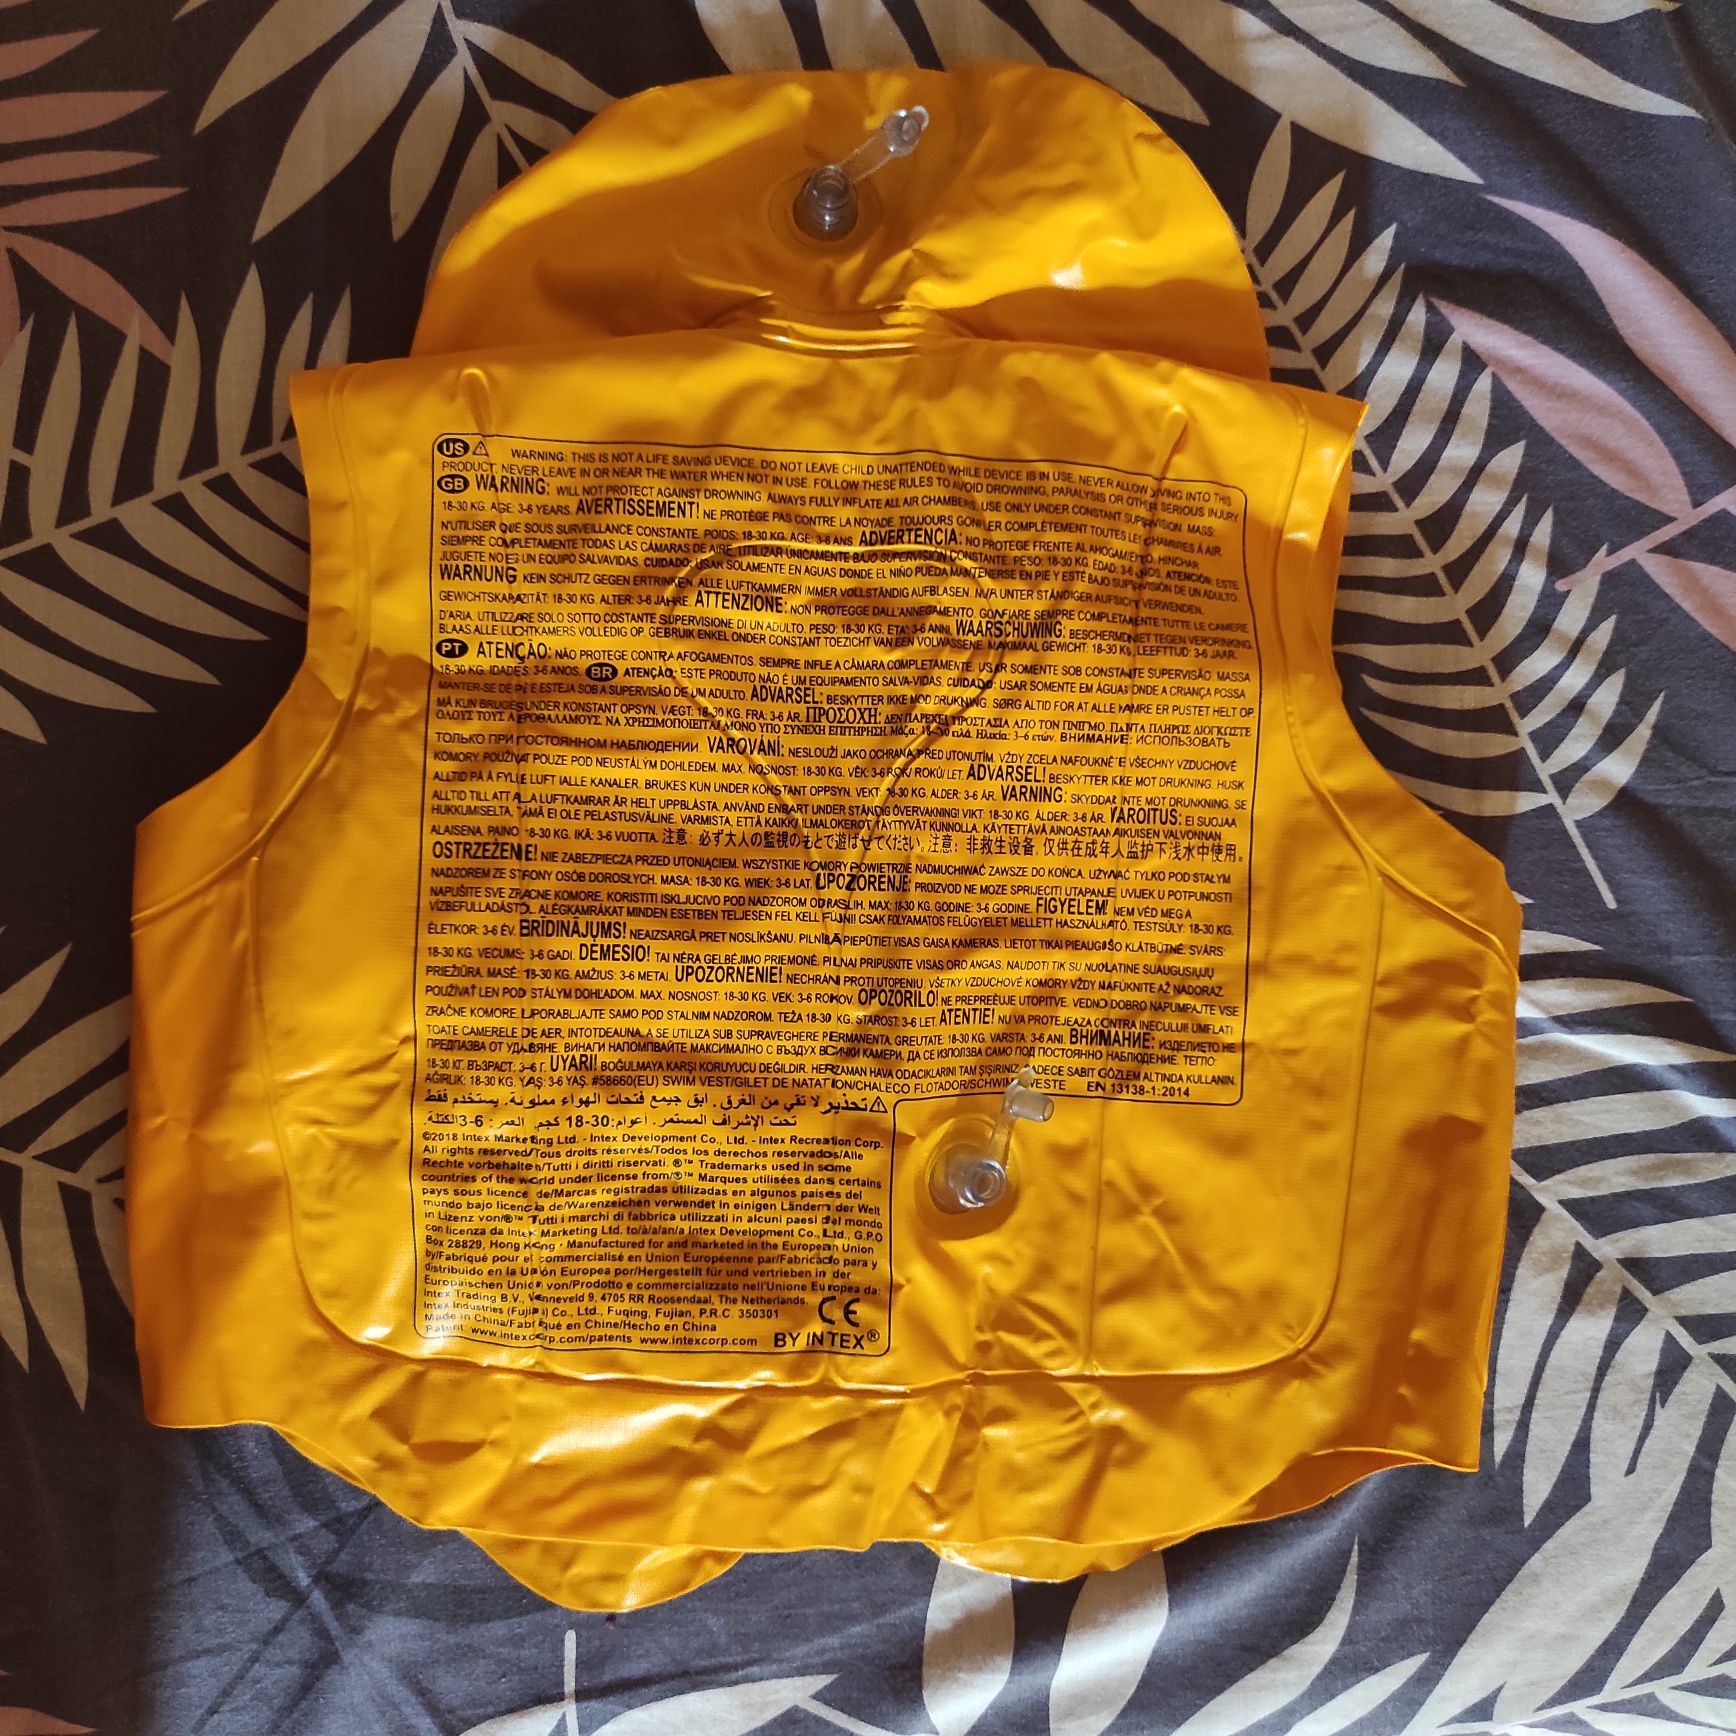 US WARNING: THIS IS NOT A LIFE SAVING DEVICE. DO NOT LEAVE CHILD UNATTENDED WHILE DEVICE IS IN USE. NEVER ALLOW DIVING INTO THIS
PRODUCT. NEVER LEAVE IN OR NEAR THE WATER WHEN NOT IN USE. FOLLOW THESE RULES TO AVOID DROWNING, PARALYSIS OR OTHER SERIOUS INJURY
GB WARNING: WILL NOT PROTECT AGAINST DROWNING. ALWAYS FULLY INFLATE ALL AIR CHAMBERS. USE ONLY UNDER CONSTANT SUPERVISION. MASS:
18-30 KG. AGE: 3-6 YEARS. AVERTISSEMENT! NE PROTÈGE PAS CONTRE LA NOYADE. TOUJOURS GONFLER COMPLÈTEMENT TOUTES LES CHAMBRES À AIR.
N'UTILISER QUE SOUS SURVEILLANCE CONSTANTE. POIDS: 18-30 KG. AGE: 3-6 ANS. ADVERTENCIA: NO PROTEGE FRENTE AL AHOGAMIENTO. HINCHAR
SIEMPRE COMPLETAMENTE TODAS LAS CÁMARAS DE AIRE. UTILIZAR ÚNICAMENTE BAJO SUPERVISIÓN CONSTANTE. PESO: 18-30 KG. EDAD: 3-6 AÑOS. ATENCIÓN: ESTE
JUGUETE NO ES UN EQUIPO SALVAVIDAS. CUIDADO: USAR SOLAMENTE EN AGUAS DONDE EL NIÑO PUEDA MANTENERSE EN PIE Y ESTÉ BAJO SUPERVISIÓN DE UN ADULTO.
WARNUNG KEIN SCHUTZ GEGEN ERTRINKEN. ALLE LUFTKAMMERN IMMER VOLLSTÄNDIG AUFBLASEN. NUR UNTER STÄNDIGER AUFSICHT VERWENDEN.
GEWICHTSKAPAZITÄT: 18-30 KG. ALTER: 3-6 JAHRE. ATTENZIONE: NON PROTEGGE DALL'ANNEGAMENTO. GONFIARE SEMPRE COMPLETAMENTE TUTTE LE CAMERE
D'ARIA. UTILIZZARE SOLO SOTTO COSTANTE SUPERVISIONE DI UN ADULTO. PESO: 18-30 KG. ETA' 3-6 ANNI. WAARSCHUWING: BESCHERMD NIET TEGEN VERDRINKING.
BLAAS ALLE LUCHTKAMERS VOLLEDIG OP. GEBRUIK ENKEL ONDER CONSTANT TOEZICHT VAN EEN VOLWASSENE. MAXIMAAL GEWICHT: 18-30 KG, LEEFTTIJD: 3-6 JAAR.
PT ATENÇÃO: NÃO PROTEGE CONTRA AFOGAMENTOS. SEMPRE INFLE A CÂMARA COMPLETAMENTE. USAR SOMENTE SOB CONSTANTE SUPERVISÃO. MASSA
18-30 KG. IDADES: 3-6 ANOS. BR ATENÇÃO: ESTE PRODUTO NÃO É UM EQUIPAMENTO SALVA-VIDAS. CUIDADO: USAR SOMENTE EM ÁGUAS ONDE A CRIANÇA POSSA
MANTER-SE DE PÉ E ESTEJA SOB A SUPERVISÃO DE UM ADULTO. ADVARSEL: BESKYTTER IKKE MOD DRUKNING. SØRG ALTID FOR AT ALLE KAMRE ER PUSTET HELT OP.
MÅ KUN BRUGES UNDER KONSTANT OPSYN. VÆGT: 18-30 KG. FRA: 3-6 ÅR. ΠΡΟΣΟΧΗ: ΔΕΝ ΠΑΡΕΧΕΙ ΠΡΟΣΤΑΣΙΑ ΑΠΟ ΤΟΝ ΠΝΙΓΜΟ. ΠΑΝΤΑ ΠΛΗΡΩΣ ΔΙΟΓΚΩΣΤΕ
ΟΛΟΥΣ ΤΟΥΣ ΑΕΡΟΘΑΛΑΜΟΥΣ. ΝΑ ΧΡΗΣΙΜΟΠΟΙΕΙΤΑΙ ΜΟΝΟ ΥΠΟ ΣΥΝΕΧΗ ΕΠΙΤΗΡΗΣΗ. Μάζα: 18-30 κιλά. Ηλικία: 3-6 ετών. ВНИМАНИЕ: ИСПОЛЬЗОВАТЬ
ТОЛЬКО ПРИ ПОСТОЯННОМ НАБЛЮДЕНИИ. VAROVÁNÍ: NESLOUŽÍ JAKO OCHRANA PŘED UTONUTÍM. VŽDY ZCELA NAFOUKNĚTE VŠECHNY VZDUCHOVÉ
KOMORY. POUŽÍVAT POUZE POD NEUSTÁLÝM DOHLEDEM. MAX. NOSNOST: 18-30 KG. VĚK: 3-6 ROKŮ/LET. ADVARSEL! BESKYTTER IKKE MOT DRUKNING. HUSK
ALLTID PÅ Å FYLLE LUFT I ALLE KANALER. BRUKES KUN UNDER KONSTANT OPPSYN. VEKT: 18-30 KG. ALDER: 3-6 ÅR. VARNING: SKYDDAR INTE MOT DRUNKNING. SE
ALLTID TILL ATT ALLA LUFTKAMRAR ÄR HELT UPPBLÅSTA. ANVÄND ENBART UNDER STÄNDIG ÖVERVAKNING! VIKT: 18-30 KG. ÅLDER: 3-6 ÅR. VAROITUS: EI SUOJAA
HUKKUMISELTA. TÄMÄ EI OLE PELASTUSVÄLINE. VARMISTA, ETTÄ KAIKKI ILMALOKEROT TÄYTTYVÄT KUNNOLLA. KÄYTETTÄVÄ AINOASTAAN AIKUISEN VALVONNAN
ALAISENA. PAINO 18-30 KG. IKÄ: 3-6 VUOTTA. 注意: 必ず大人の監視のもとで遊ばせてください。注意: 非救生设备, 仅供在成年人监护下浅水中使用。
OSTRZEŻENIE! NIE ZABEZPIECZA PRZED UTONIĄCIEM. WSZYSTKIE KOMORY POWIETRZNE NADMUCHIWAĆ ZAWSZE DO KOŃCA. UŻYWAĆ TYLKO POD STAŁYM
NADZOREM ZE STRONY OSÓB DOROSŁYCH. MASA: 18-30 KG. WIEK: 3-6 LAT. UPOZORENJE: PROIZVOD NE MOZE SPRIJECITI UTAPANJE. UVIJEK U POTPUNOSTI
NAPUŠITE SVE ZRAČNE KOMORE. KORISTITI ISKLJUCIVO POD NADZOROM ODRASLIH. MAX: 18-30 KG. GODINE: 3-6 GODINE. FIGYELEM! NEM VÉD MEG A
VÍZBEFULLADÁSTÓL. ALÉGKAMRÁKAT MINDEN ESETBEN TELJESEN FEL KELL FUJNI! CSAK FOLYAMATOS FELÜGYELET MELLETT HASZNÁLHATÓ. TESTSÚLY: 18-30 KG.
ÉLETKOR: 3-6 ÉV. BRĪDINĀJUMS! NEAIZSARGĀ PRET NOSLĪKŠANU. PILNĪBĀ PIEPŪTIET VISAS GAISA KAMERAS. LIETOT TIKAI PIEAUGUŠO KLĀTBŪTNĒ. SVARS:
18-30 KG. VECUMS: 3-6 GADI. DĖMESIO! TAI NĖRA GELBĖJIMO PRIEMONĖ. PILNAI PRIPUSKITE VISAS ORO ANGAS. NAUDOTI TIK SU NUOLATINE SUAUGUSIŲJŲ
PRIEŽIŪRA. MASĖ: 18-30 KG. AMŽIUS: 3-6 METAI. UPOZORNENIE! NECHRÁNI PROTI UTOPENIU. VŠETKY VZDUCHOVÉ KOMORY VŽDY NAFÚKNITE AŽ NADORAZ.
POUŽÍVAŤ LEN POD STÁLYM DOHĽADOM. MAX. NOSNOST: 18-30 KG. VEK: 3-6 ROKOV. OPOZORILO! NE PREPREČUJE UTOPITVE. VEDNO DOBRO NAPUMPAJTE VSE
ZRAČNE KOMORE. UPORABLJAJTE SAMO POD STALNIM NADZOROM. TEŽA 18-30 KG. STAROST: 3-6 LET. ATENTIE! NU VA PROTEJEAZA CONTRA INECULUI! UMFLATI
TOATE CAMERELE DE AER, INTOTDEAUNA. A SE UTILIZA SUB SUPRAVEGHERE PERMANENTA. GREUTATE: 18-30 KG. VARSTA: 3-6 ANI. ВНИМАНИЕ: ИЗДЕЛИЕТО НЕ
ПРЕДПАЗВА ОТ УДАВЯНЕ. ВИНАГИ НАПОМПВАЙТЕ МАКСИМАЛНО С ВЪЗДУХ ВСИЧКИ КАМЕРИ. ДА СЕ ИЗПОЛЗВА САМО ПОД ПОСТОЯННО НАБЛЮДЕНИЕ. ТЕГЛО:
18-30 КГ. ВЪЗРАСТ: 3-6 Г. UYARI! BOĞULMAYA KARŞI KORUYUCU DEĞILDIR. HERZAMAN HAVA ODACIKLARINI TAM ŞIŞIRINIZ. SADECE SABIT GÖZLEM ALTINDA KULLANIN.
AĞIRLIK: 18-30 KG. YAŞ: 3-6 YAŞ. #58660(EU) SWIM VEST/GILET DE NATATION/CHALECO FLOTADOR/SCHWIMMWESTE EN 13138-1:2014
تحذير لا تقي من الغرق. ابق جيمع فتحات الهواء مملوئة. يستخدم فقط
تحت الإشراف المستمر. اعوام:30-18 كجم. العمر: 6-3الكتلة.
©2018 Intex Marketing Ltd. - Intex Development Co., Ltd. - Intex Recreation Corp.
All rights reserved/Tous droits réservés/Todos los derechos reservados/Alle
Rechte vorbehalten/Tutti i diritti riservati. ®™ Trademarks used in some
countries of the world under license from/®™ Marques utilisées dans certains
pays sous licence de/Marcas registradas utilizadas en algunos países del
mundo bajo licencia de/Warenzeichen verwendet in einigen Ländern der Welt
in Lizenz von/®™ Tutti i marchi di fabbrica utilizzati in alcuni paesi del mondo
con licenza da Intex Marketing Ltd. to/à/a/an/a Intex Development Co., Ltd., G.P.O
Box 28829, Hong Kong · Manufactured for and marketed in the European Union
by/Fabriqué pour et commercialisé en Union Européenne par/Fabricado para y
distribuido en la Unión Europea por/Hergestellt für und vertrieben in der
Europäischen Union von/Prodotto e commercializzato nell'Unione Europea da:
Intex Trading B.V., Venneveld 9, 4705 RR Roosendaal, The Netherlands.
Intex Industries (Fujian) Co., Ltd., Fuqing, Fujian, P.R.C. 350301
Made in China/Fabriqué en Chine/Hecho en China
Patent: www.intexcorp.com/patents www.intexcorp.com
CE
BY INTEX®